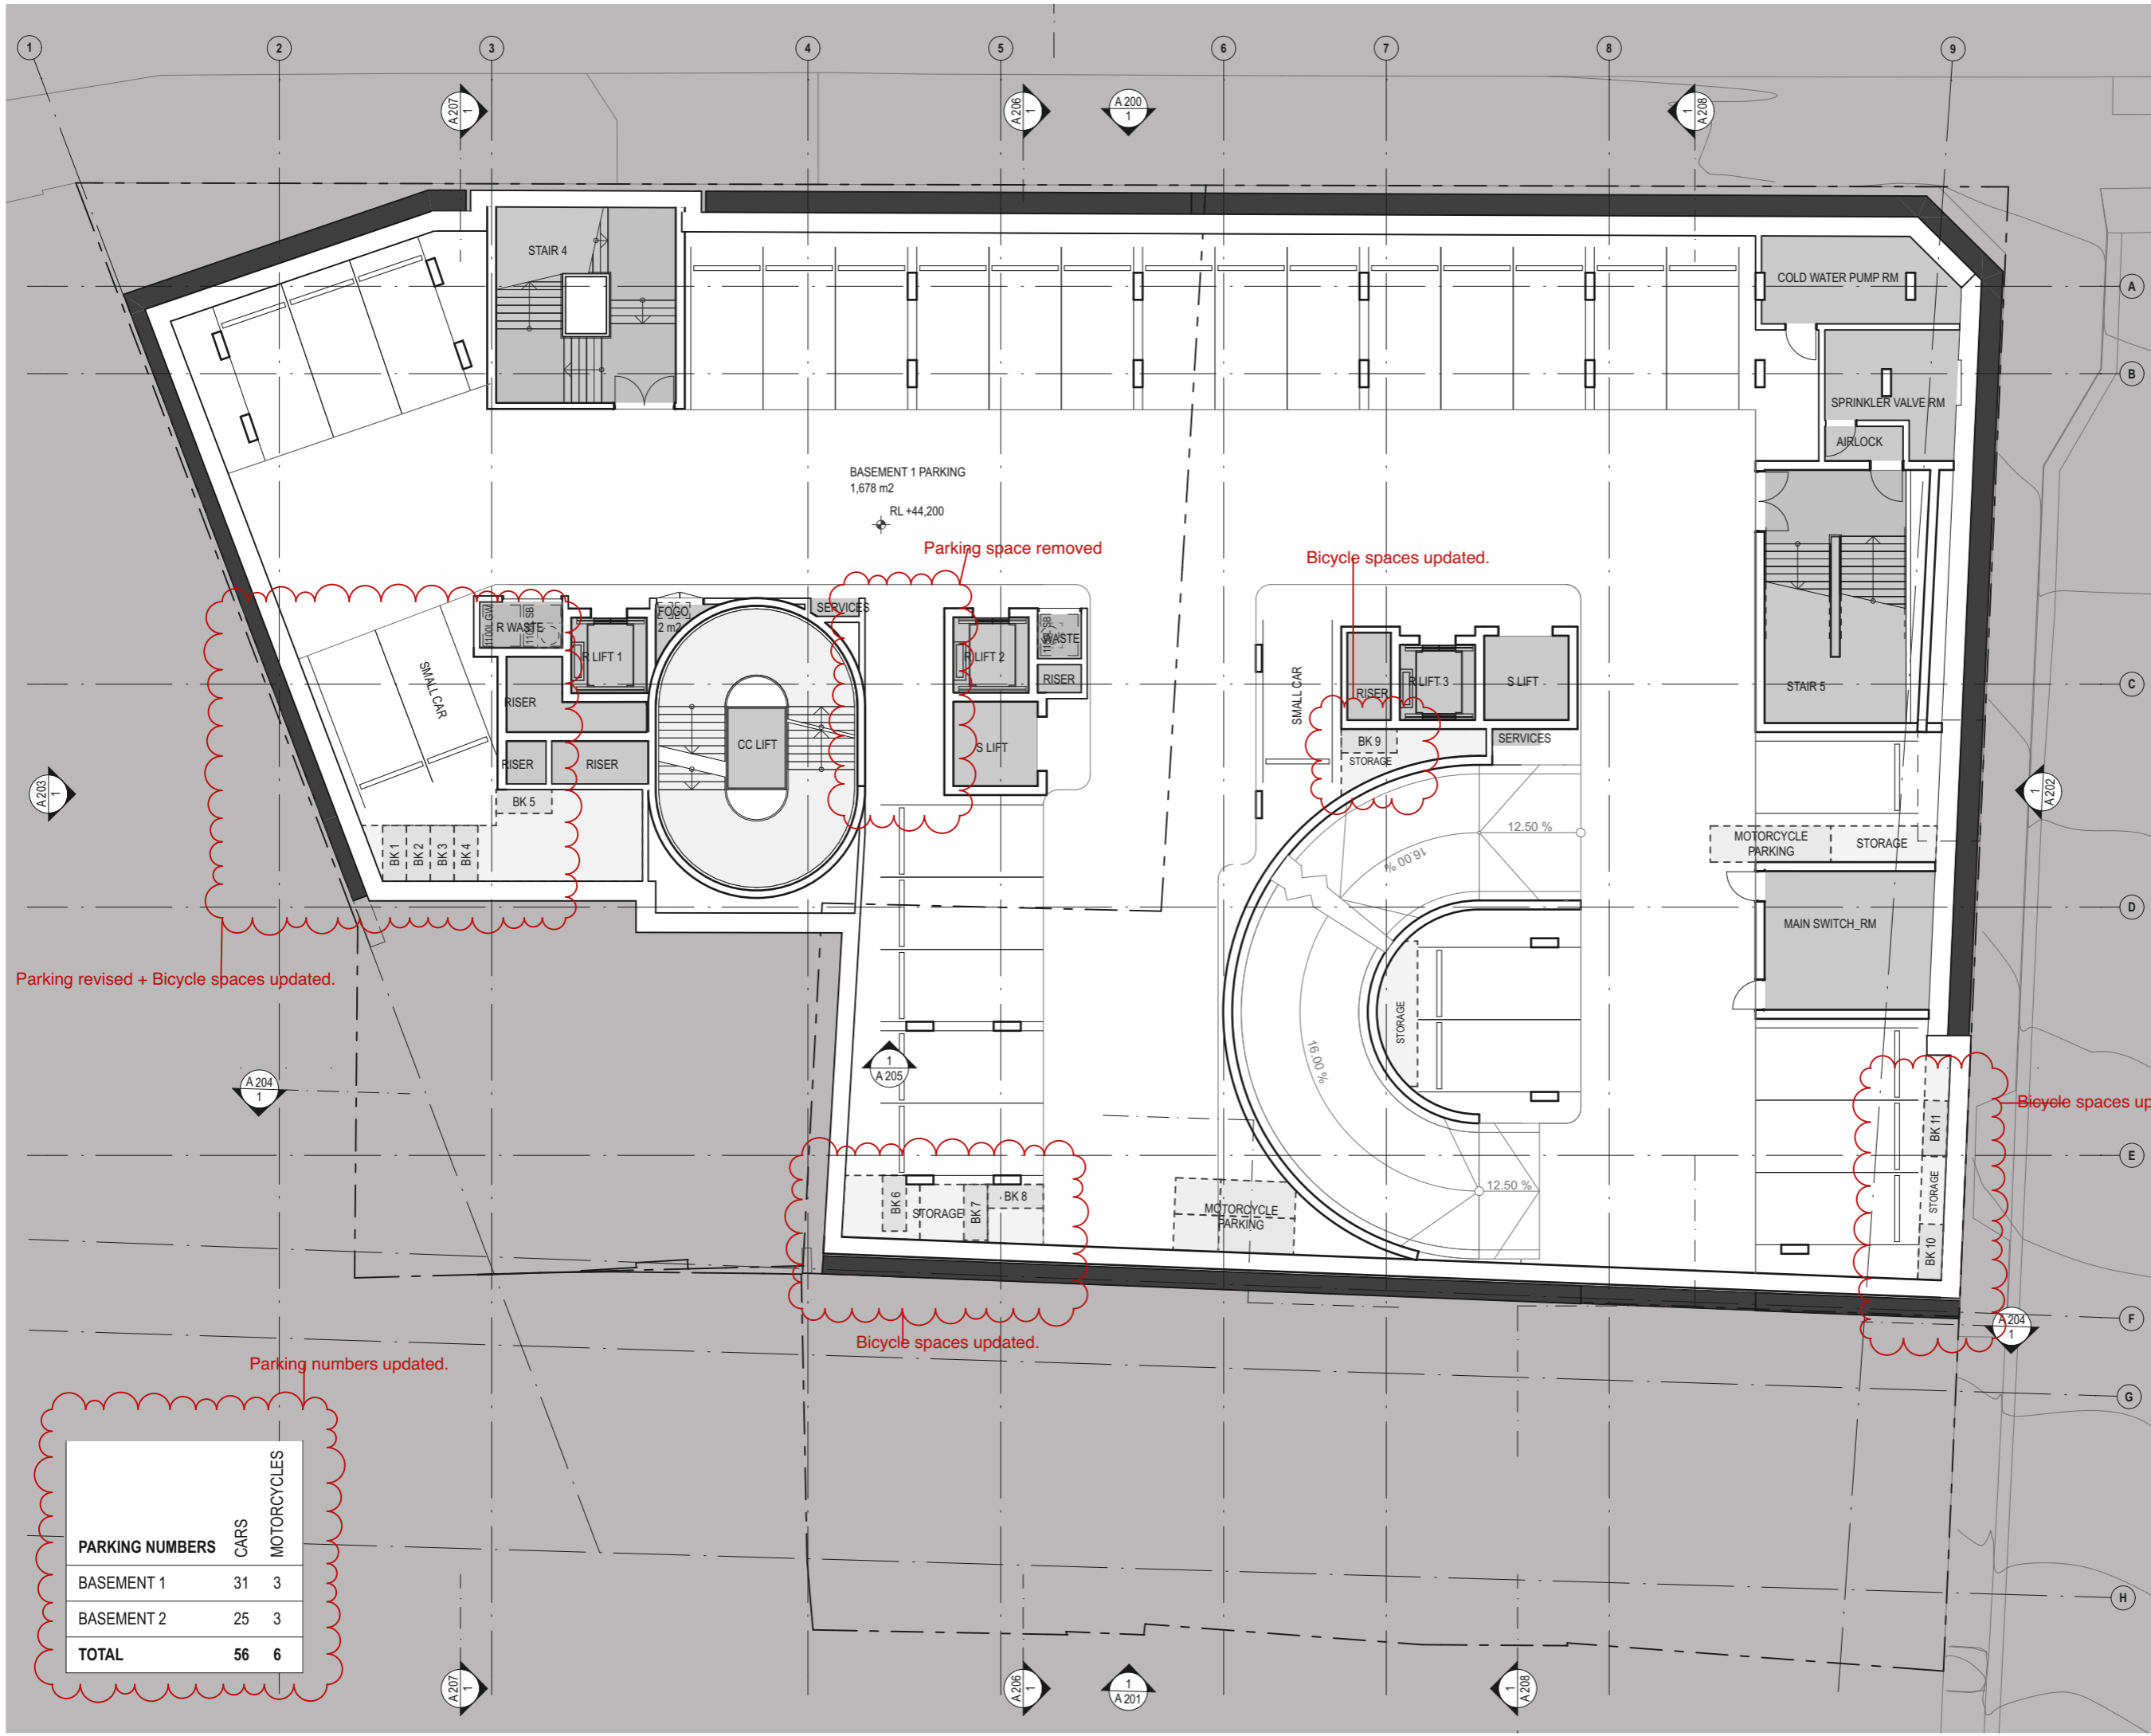 1
2
3
4
5
6
7
8
9
A 207
1
A 206
1
A 200
1
1
A 208
STAIR 4
COLD WATER PUMP RM
A
B
SPRINKLER VALVE RM
AIRLOCK
BASEMENT 1 PARKING
1,678 m2
RL +44,200
Parking space removed
Bicycle spaces updated.
SERVICES
FOGO
2 m2
R WASTE
1100L GW
WASTE
R LIFT 1
R LIFT 2
RISER
R LIFT 3
S LIFT
RISER
SMALL CAR
SMALL CAR
STAIR 5
C
RISER
CC LIFT
S LIFT
RISER
RISER
BK 9
STORAGE
SERVICES
A 203
1
1
A 202
BK 5
BK 1
BK 2
BK 3
BK 4
12.50 %
16.00 %
MOTORCYCLE
PARKING
STORAGE
D
MAIN SWITCH_RM
Parking revised + Bicycle spaces updated.
STORAGE
16.00 %
A 204
1
1
A 205
Bicycle spaces up
BK 11
STORAGE
BK 10
E
12.50 %
BK 6
STORAGE
BK 7
BK 8
MOTORCYCLE
PARKING
F
A 204
1
Bicycle spaces updated.
Parking numbers updated.
G
PARKING NUMBERS CARS MOTORCYCLES
BASEMENT 1 31 3
BASEMENT 2 25 3
TOTAL 56 6
H
A 207
1
A 206
1
1
A 201
1
A 208